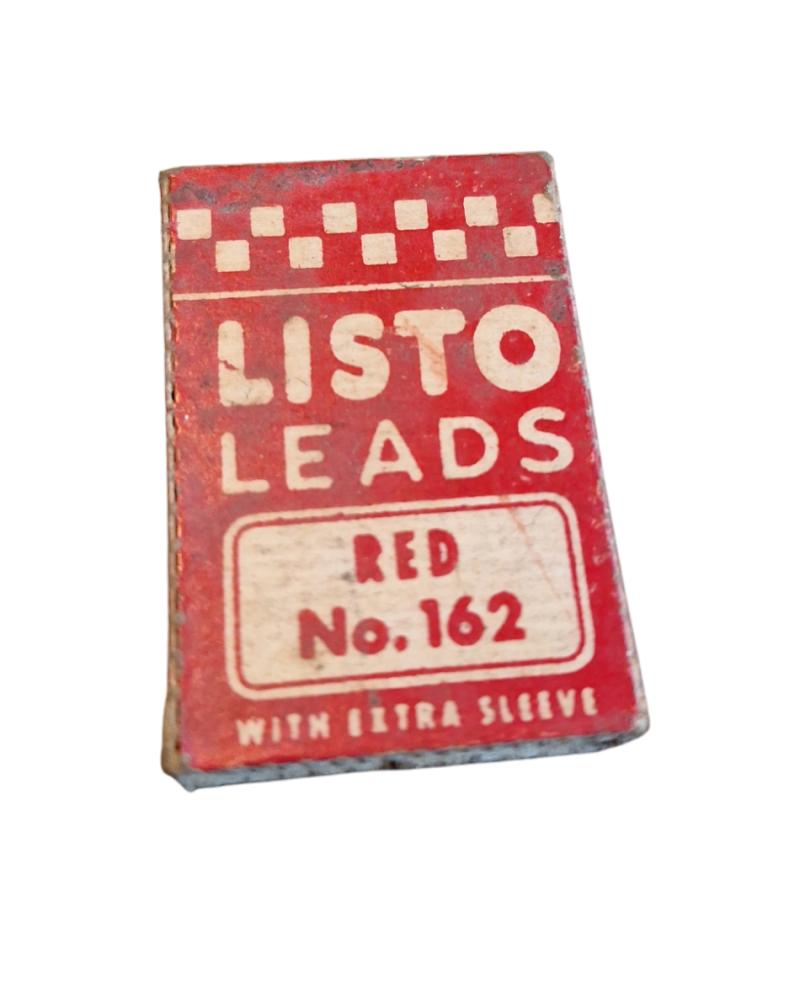 LISTO
LEADS
RED
No. 162
WITH EXTRA SLEEVE